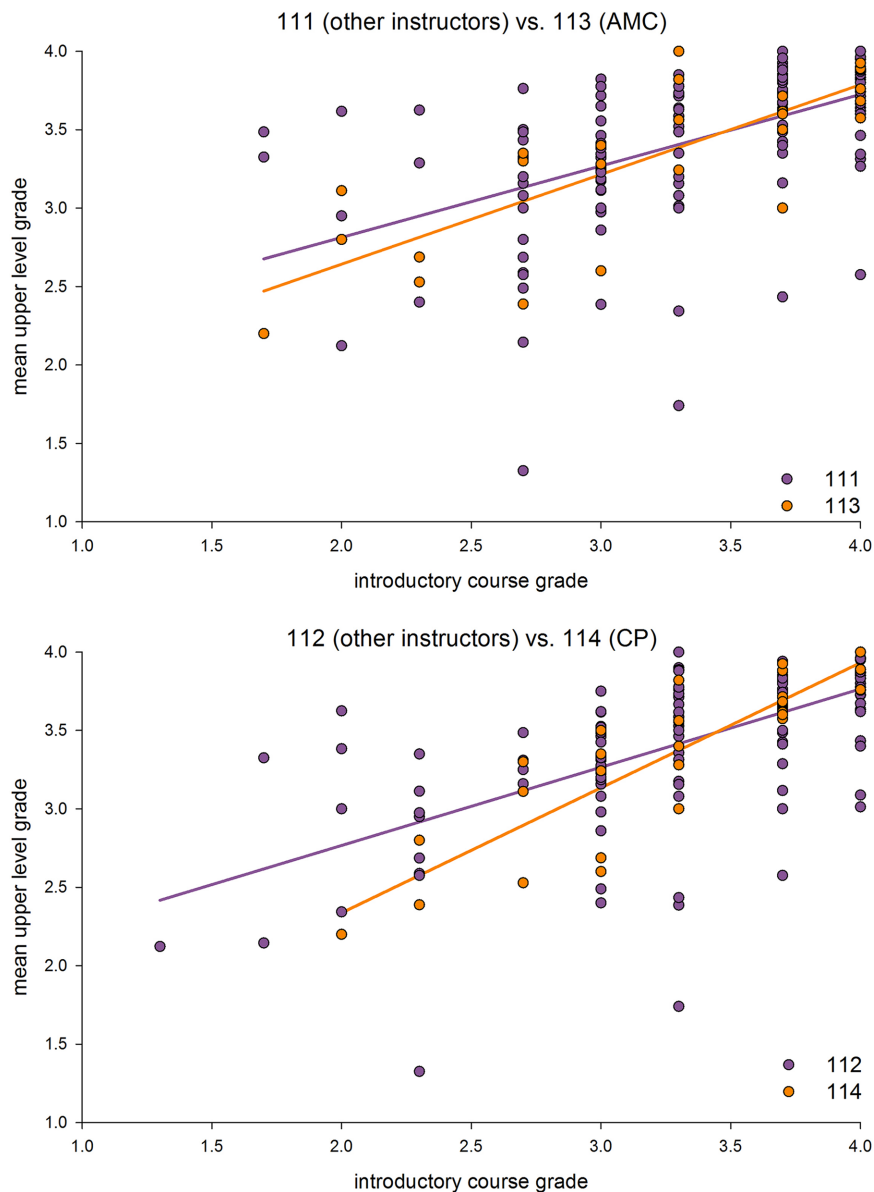 111 (other instructors) vs. 113 (AMC)
4.0
3.5
3.0
2.5
2.0
1.5
1.0
mean upper level grade
111
113
1.0 1.5 2.0 2.5 3.0 3.5 4.0
introductory course grade
112 (other instructors) vs. 114 (CP)
4.0
3.5
3.0
2.5
2.0
1.5
1.0
mean upper level grade
112
114
1.0 1.5 2.0 2.5 3.0 3.5 4.0
introductory course grade